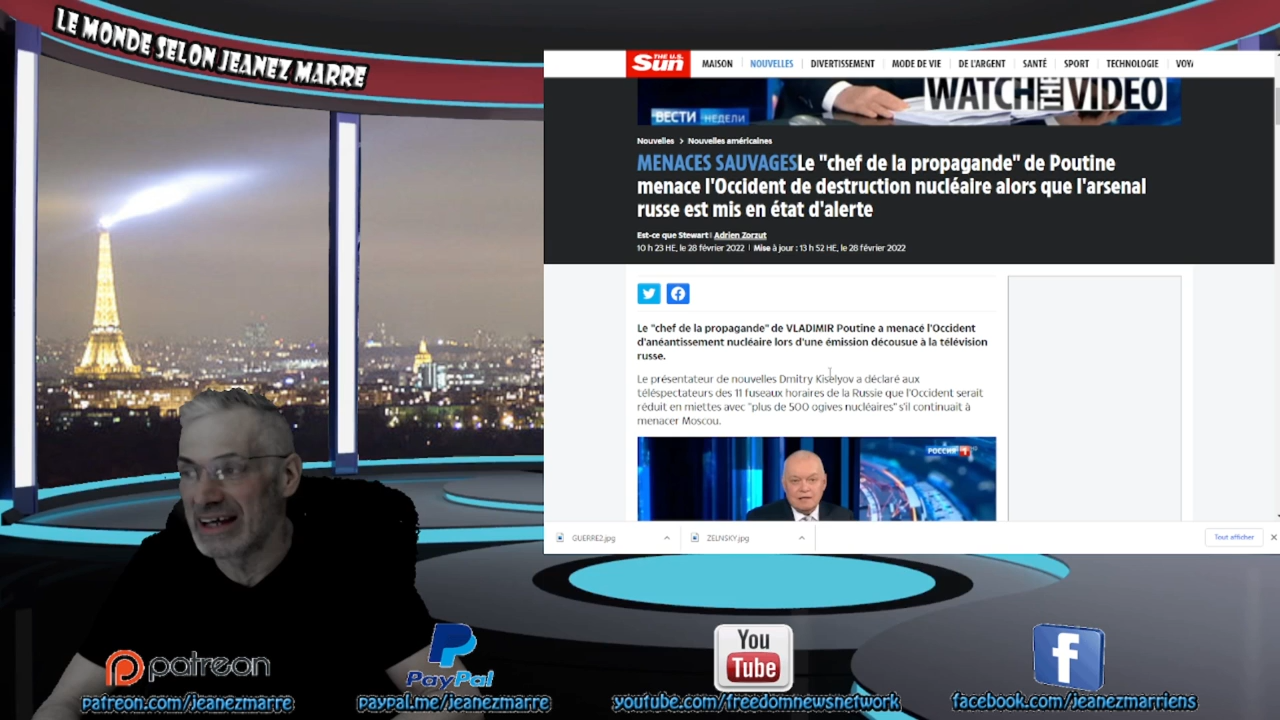 LE MONDE SELON JEANEZ MARRE
THE U.S. Sun
MAISON
NOUVELLES
DIVERTISSEMENT
MODE DE VIE
DE L'ARGENT
SANTÉ
SPORT
TECHNOLOGIE
VOYA
ВЕСТИ НЕДЕЛИ
WATCH THE VIDEO
Nouvelles > Nouvelles américaines
MENACES SAUVAGESLe "chef de la propagande" de Poutine
menace l'Occident de destruction nucléaire alors que l'arsenal
russe est mis en état d'alerte
Est-ce que Stewart | Adrien Zorzut
10 h 23 HE, le 28 février 2022 | Mise à jour : 13 h 52 HE, le 28 février 2022
Le "chef de la propagande" de VLADIMIR Poutine a menacé l'Occident
d'anéantissement nucléaire lors d'une émission décousue à la télévision
russe.
Le présentateur de nouvelles Dmitry Kiselyov a déclaré aux
téléspectateurs des 11 fuseaux horaires de la Russie que l'Occident serait
réduit en miettes avec "plus de 500 ogives nucléaires" s'il continuait à
menacer Moscou.
РОССИЯ 1
GUERRE2.jpg
ZELNSKY.jpg
Tout afficher
patreon
PayPal
You Tube
patreon.com/jeanezmarre
paypal.me/jeanezmarre
youtube.com/freedomnewsnetwork
facebook.com/jeanezmarriens